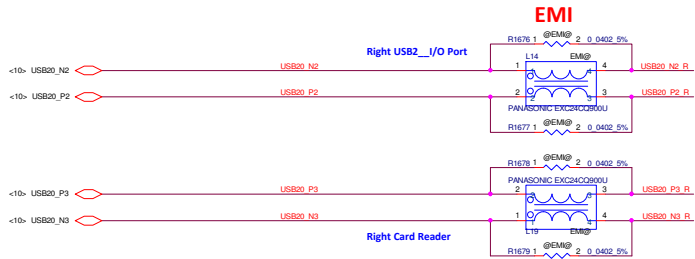 EMI
@EMI@
R1676 1 2 0_0402_5%
Right USB2__I/O Port
L14 EMI@
<10> USB20_N2 USB20_N2 1 4 USB20_N2_R
<10> USB20_P2 USB20_P2 2 3 USB20_P2_R
PANASONIC EXC24CQ900U
@EMI@
R1677 1 2 0_0402_5%
@EMI@
R1678 1 2 0_0402_5%
PANASONIC EXC24CQ900U
<10> USB20_P3 USB20_P3 2 3 USB20_P3_R
<10> USB20_N3 USB20_N3 1 4 USB20_N3_R
L19 EMI@
Right Card Reader
@EMI@
R1679 1 2 0_0402_5%